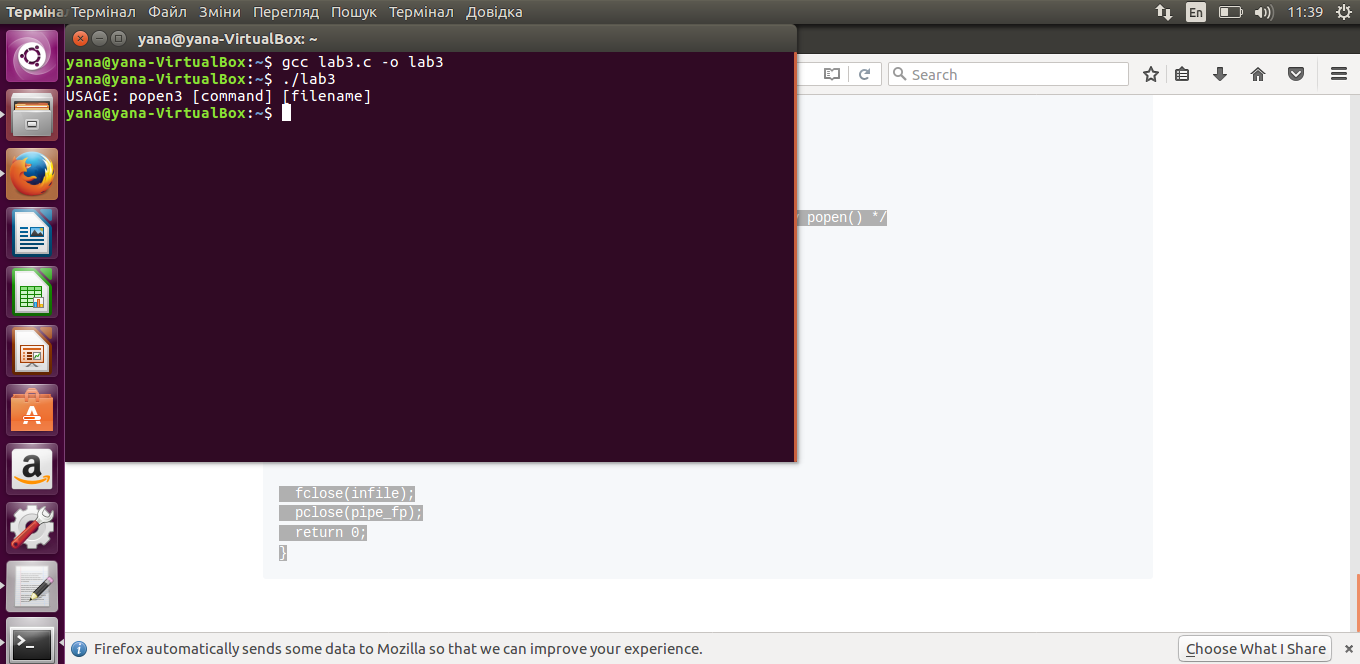 Терміна Термінал Файл Зміни Перегляд Пошук Термінал Довідка En 11:39
yana@yana-VirtualBox: ~
yana@yana-VirtualBox:~$ gcc lab3.c -o lab3
yana@yana-VirtualBox:~$ ./lab3
USAGE: popen3 [command] [filename]
yana@yana-VirtualBox:~$
Search
popen() */
fclose(infile);
pclose(pipe_fp);
return 0;
}
Firefox automatically sends some data to Mozilla so that we can improve your experience. Choose What I Share ×